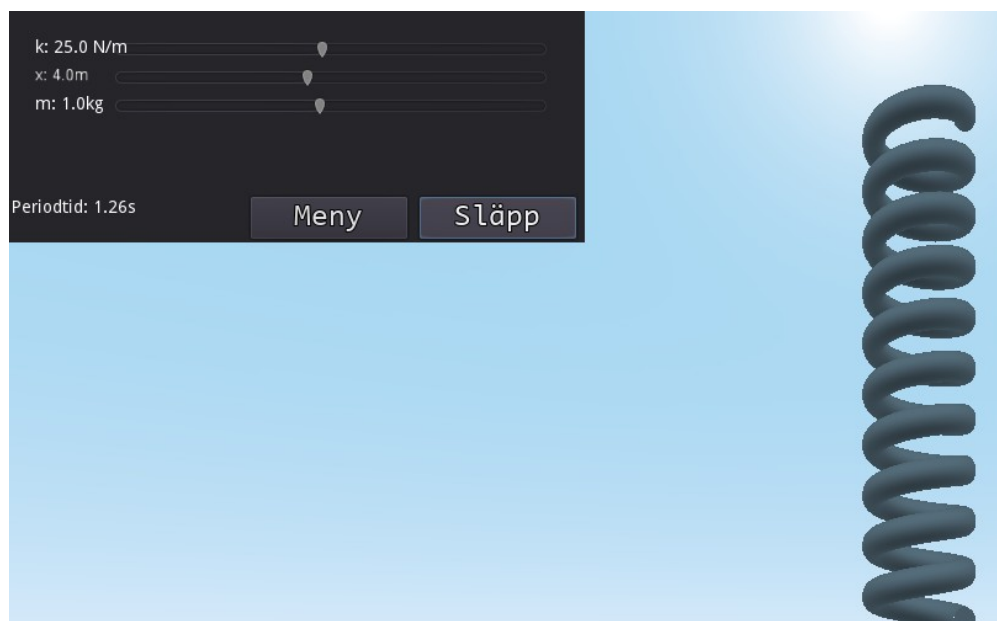 k: 25.0 N/m
x: 4.0m
m: 1.0kg
Periodtid: 1.26s
Meny
Släpp